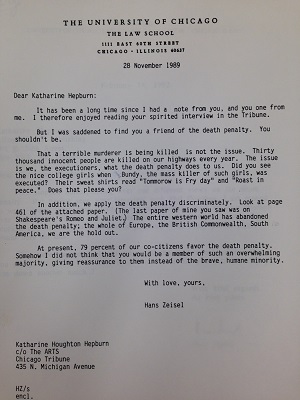 THE UNIVERSITY OF CHICAGO
THE LAW SCHOOL
1111 EAST 60TH STREET
CHICAGO · ILLINOIS 60637
28 November 1989
Dear Katharine Hepburn:
It has been a long time since I had a note from you, and you one from
me. I therefore enjoyed reading your spirited interview in the Tribune.
But I was saddened to find you a friend of the death penalty. You
shouldn't be.
That a terrible murderer is being killed is not the issue. Thirty
thousand innocent people are killed on our highways every year. The issue
is we, the executioners, what the death penalty does to us. Did you see
the nice college girls when Bundy, the mass killer of such girls, was
executed? Their sweat shirts read "Tommorow is Fry day" and "Roast in
peace." Does that please you?
In addition, we apply the death penalty discriminately. Look at page
461 of the attached paper. (The last paper of mine you saw was on
Shakespeare's Romeo and Juliet.) The entire western world has abandoned
the death penalty; the whole of Europe, the British Commonwealth, South
America, we are the hold out.
At present, 79 percent of our co-citizens favor the death penalty.
Somehow I did not think that you would be a member of such an overwhelming
majority, giving reassurance to them instead of the brave, humane minority.
With love, yours,
Hans Zeisel
Katharine Houghton Hepburn
c/o The ARTS
Chicago Tribune
435 N. Michigan Avenue
HZ/s
encl.